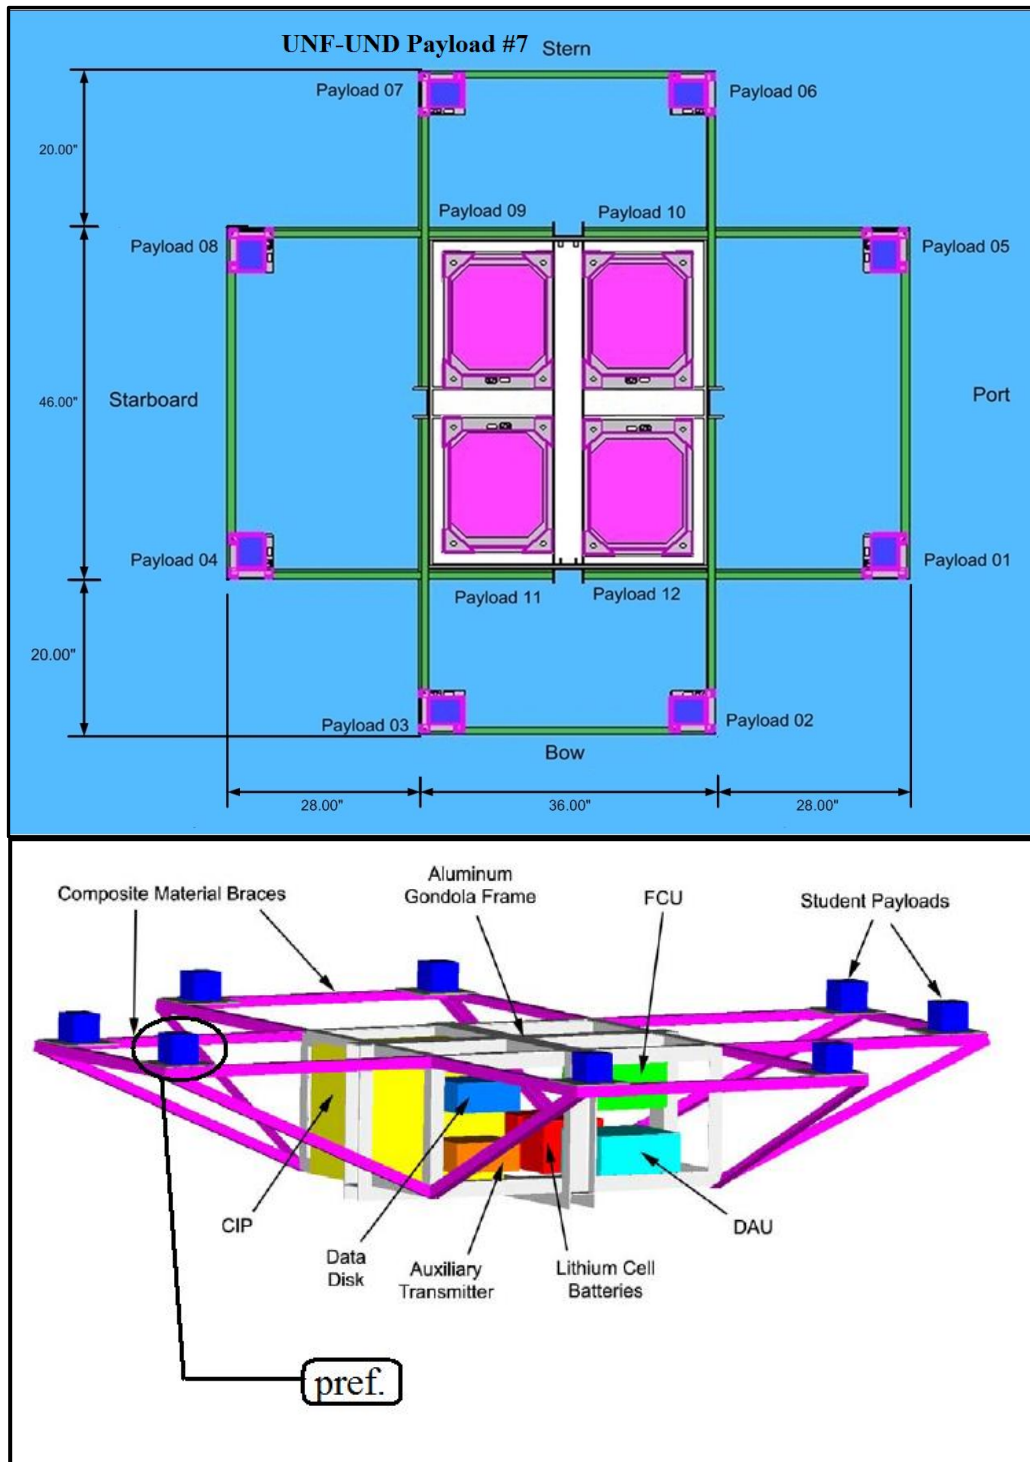 UNF-UND Payload #7
Stern
Payload 07
Payload 06
20.00"
Payload 09
Payload 10
Payload 08
Payload 05
46.00"
Starboard
Port
Payload 04
Payload 01
Payload 11
Payload 12
20.00"
Payload 03
Payload 02
Bow
28.00"
36.00"
28.00"
Composite Material Braces
Aluminum
Gondola Frame
FCU
Student Payloads
CIP
Data
Disk
Auxiliary
Transmitter
Lithium Cell
Batteries
DAU
pref.